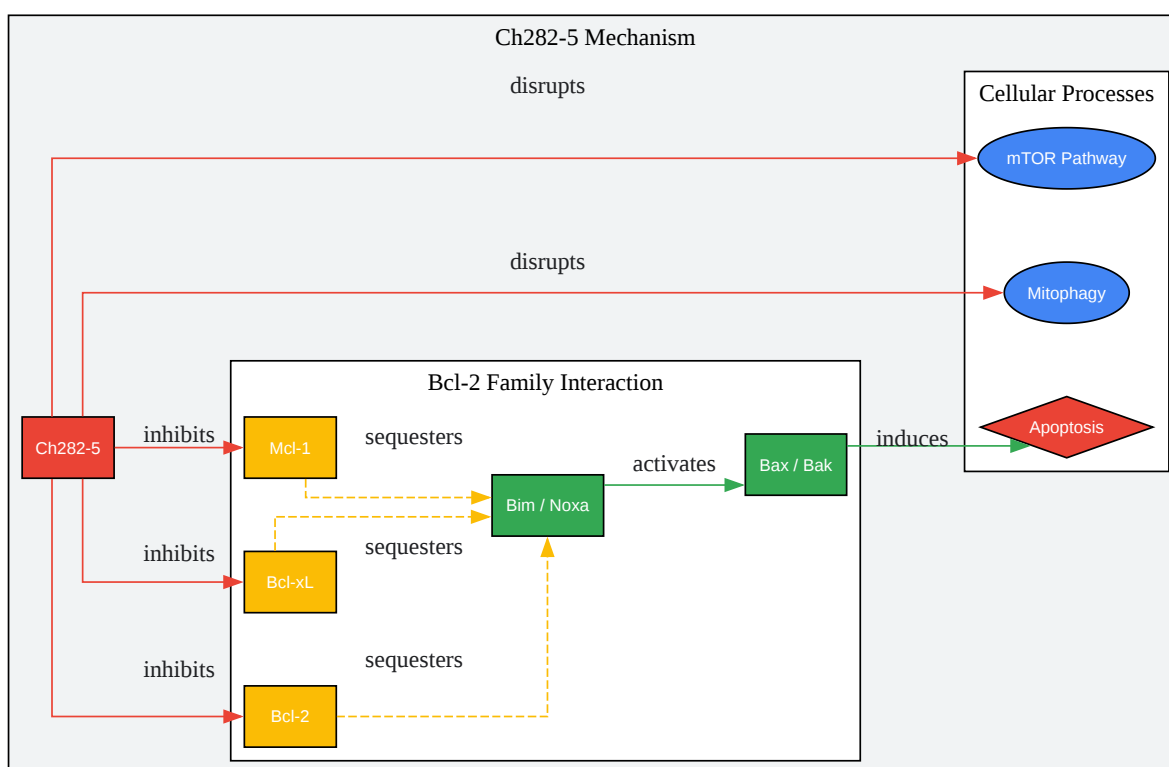 Ch282-5 Mechanism
disrupts
Cellular Processes
mTOR Pathway
disrupts
Mitophagy
Bcl-2 Family Interaction
Ch282-5
inhibits
Mcl-1
sequesters
Bim / Noxa
activates
Bax / Bak
induces
Apoptosis
inhibits
Bcl-xL
sequesters
inhibits
Bcl-2
sequesters